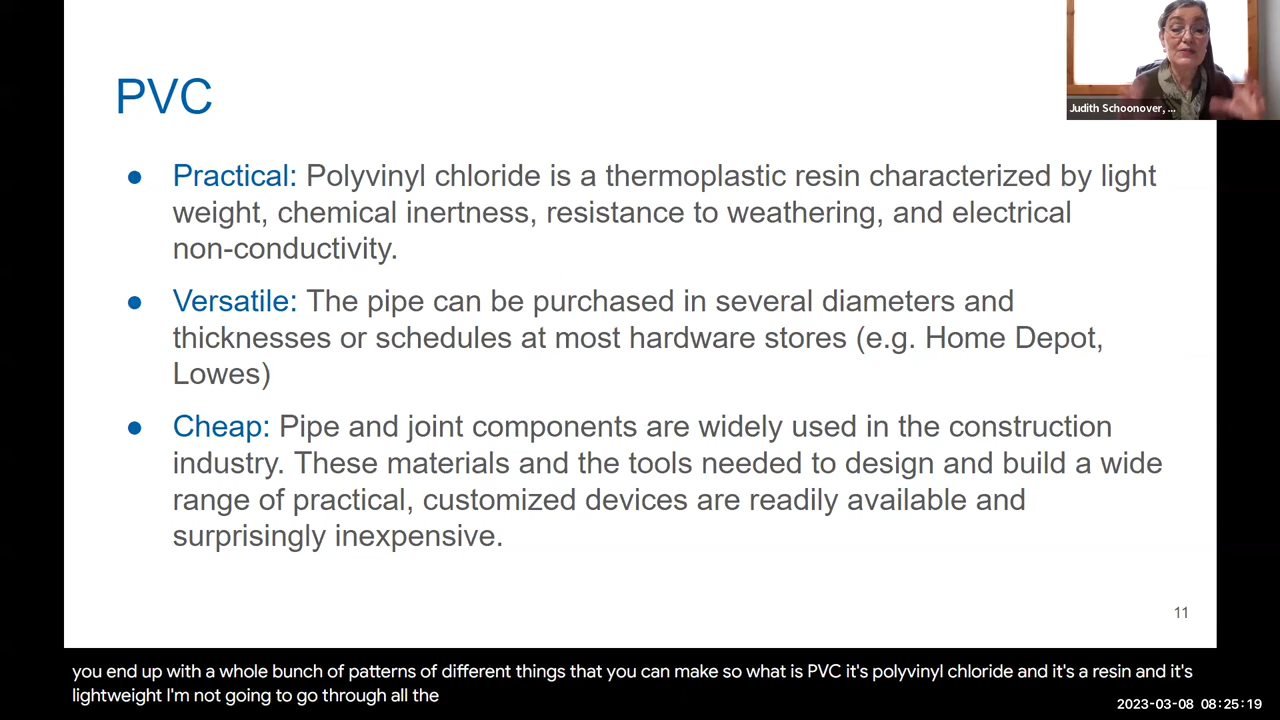 PVC
Judith Schoonover, ...
● Practical: Polyvinyl chloride is a thermoplastic resin characterized by light
weight, chemical inertness, resistance to weathering, and electrical
non-conductivity.
● Versatile: The pipe can be purchased in several diameters and
thicknesses or schedules at most hardware stores (e.g. Home Depot,
Lowes)
● Cheap: Pipe and joint components are widely used in the construction
industry. These materials and the tools needed to design and build a wide
range of practical, customized devices are readily available and
surprisingly inexpensive.
11
you end up with a whole bunch of patterns of different things that you can make so what is PVC it's polyvinyl chloride and it's a resin and it's
lightweight I'm not going to go through all the
2023-03-08 08:25:19